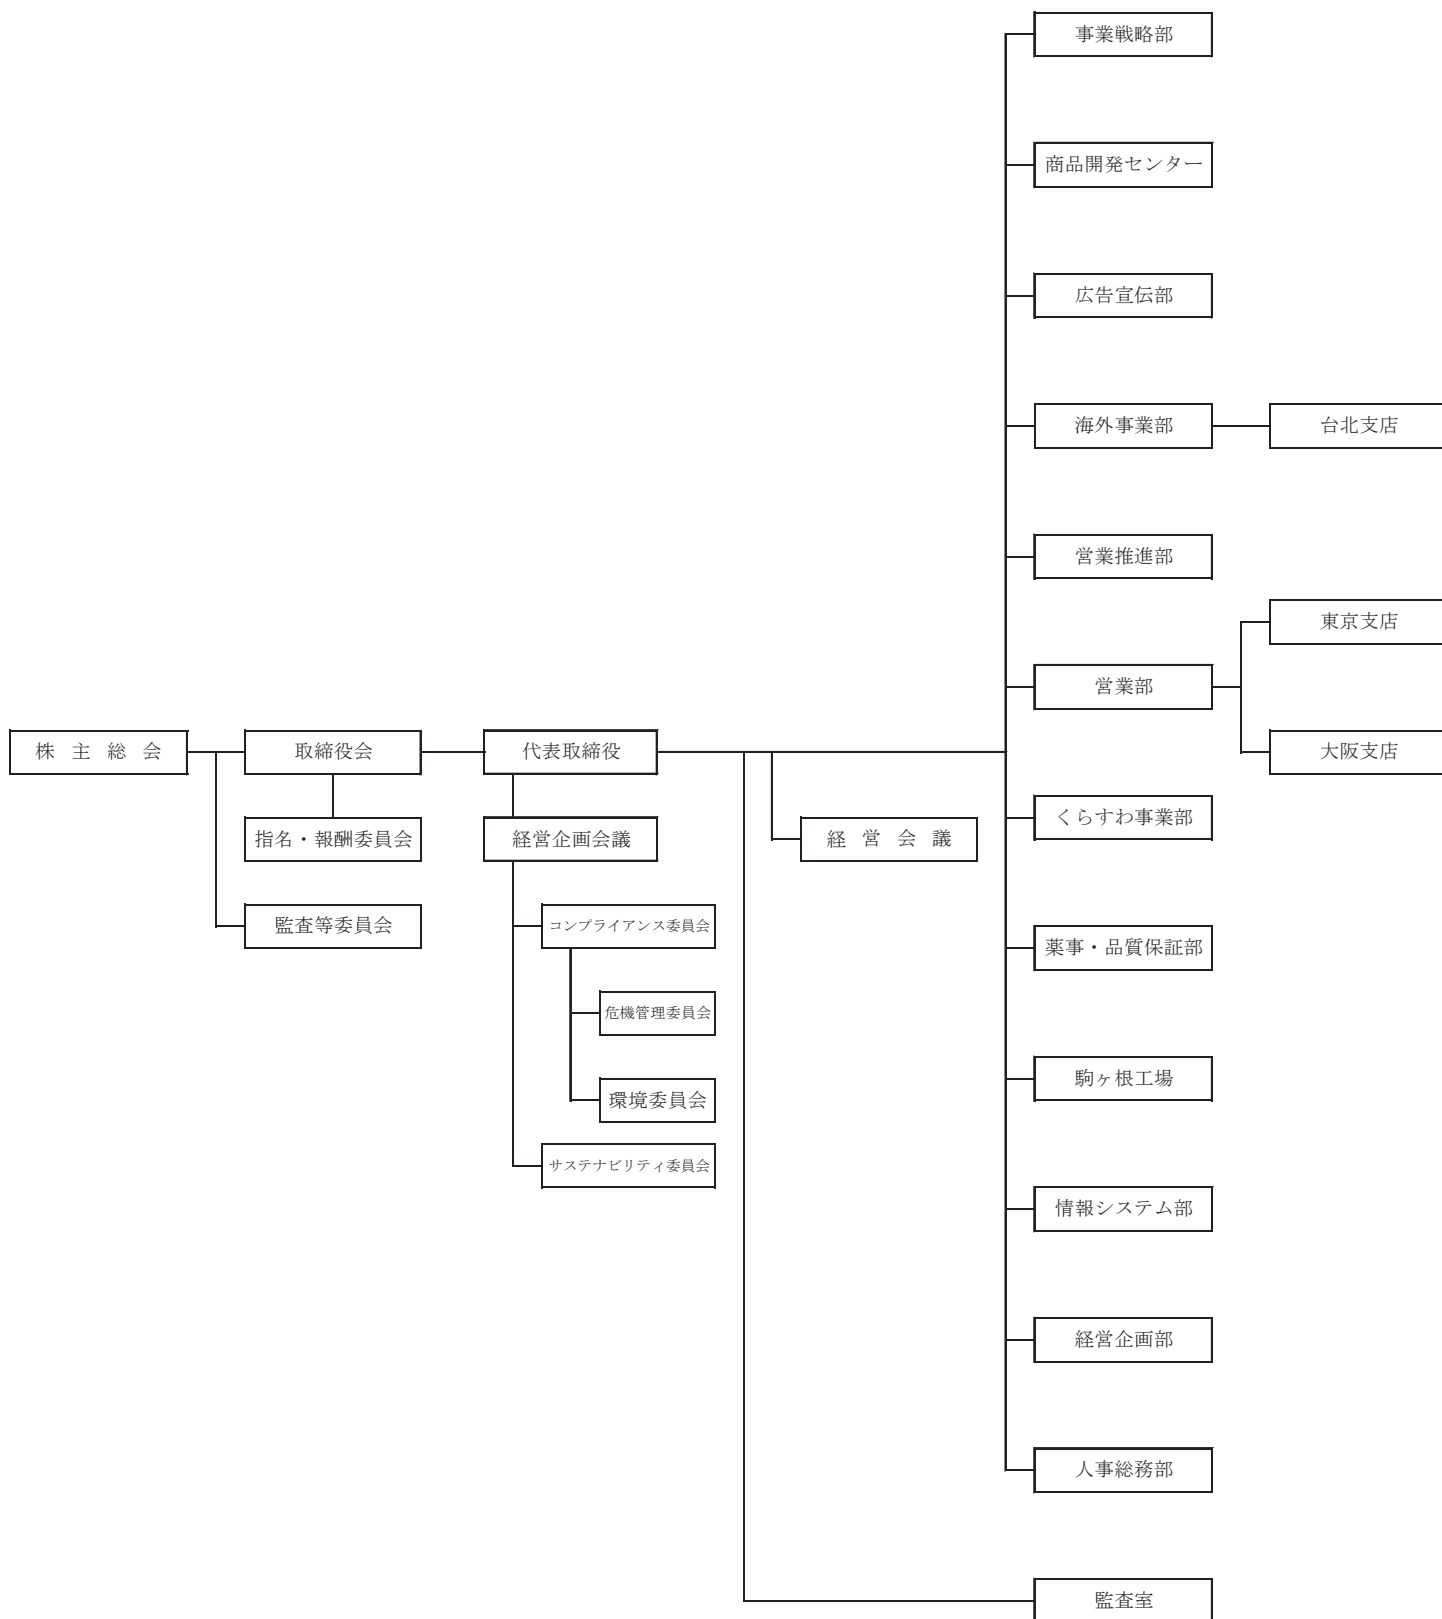 事業戦略部
商品開発センター
広告宣伝部
海外事業部
台北支店
営業推進部
東京支店
営業部
株主総会
取締役会
代表取締役
大阪支店
くらすわ事業部
指名・報酬委員会
経営企画会議
経営会議
監査等委員会
コンプライアンス委員会
薬事・品質保証部
危機管理委員会
駒ヶ根工場
環境委員会
サステナビリティ委員会
情報システム部
経営企画部
人事総務部
監査室